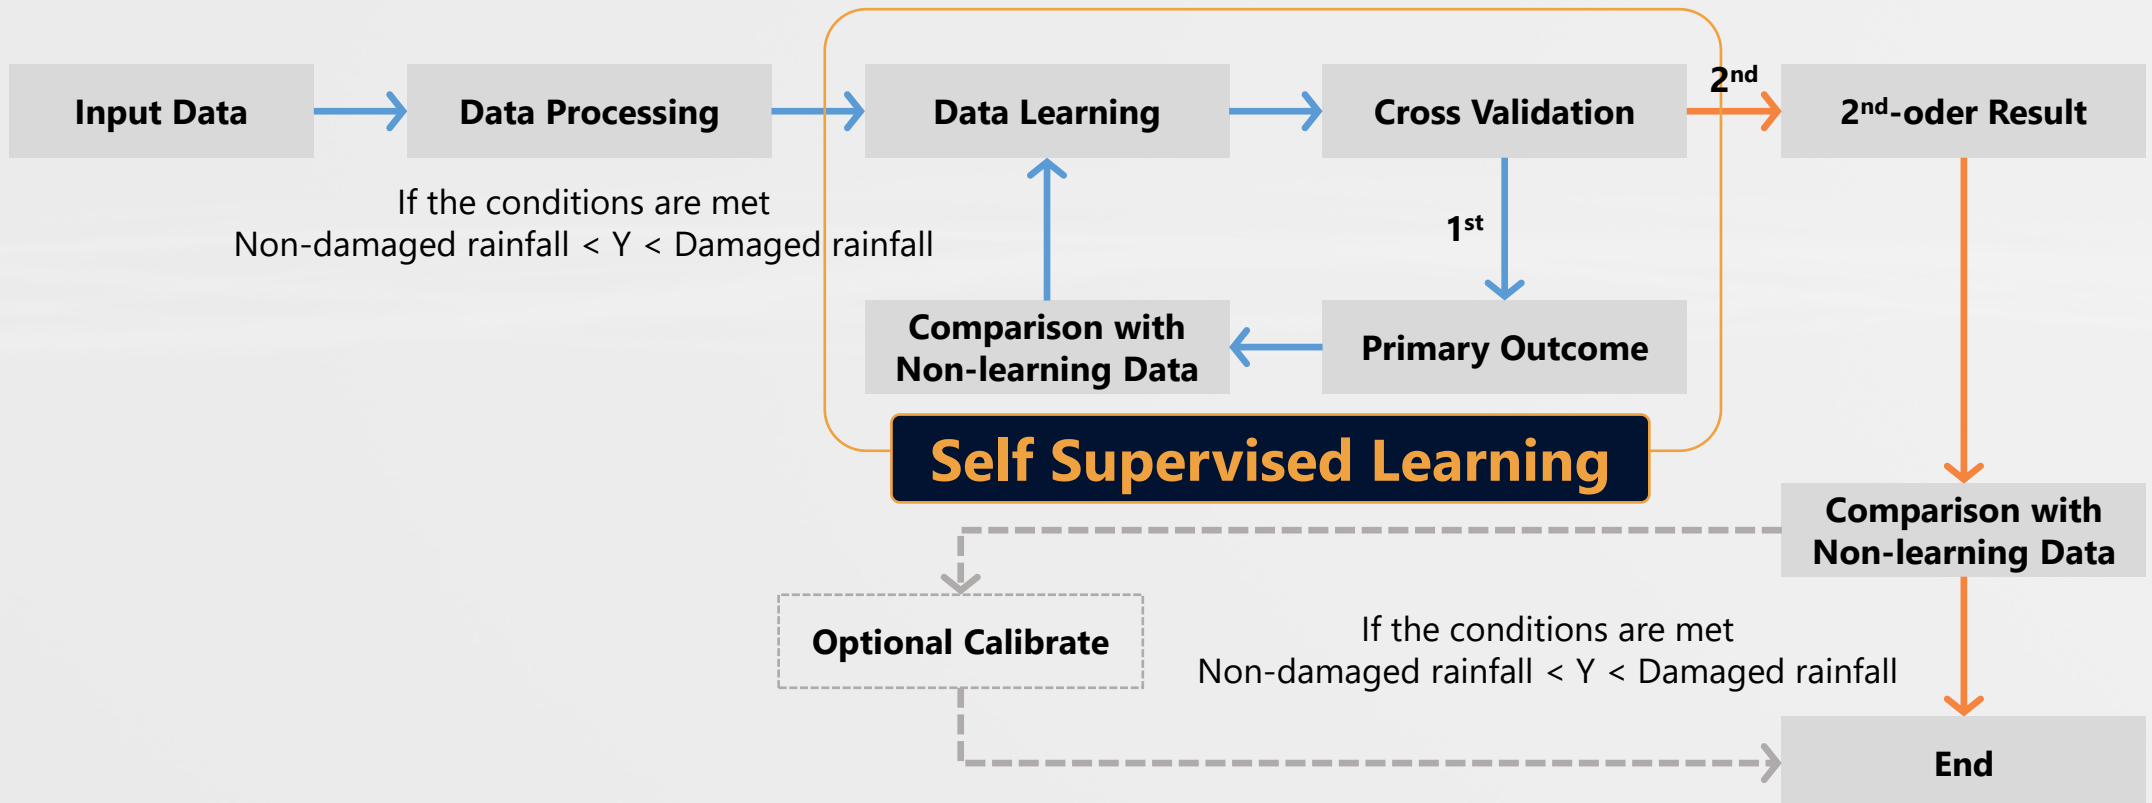 Input Data
Data Processing
Data Learning
Cross Validation
2nd
2nd-oder Result
If the conditions are met
Non-damaged rainfall < Y < Damaged rainfall
1st
Comparison with
Non-learning Data
Primary Outcome
Self Supervised Learning
Comparison with
Non-learning Data
Optional Calibrate
If the conditions are met
Non-damaged rainfall < Y < Damaged rainfall
End